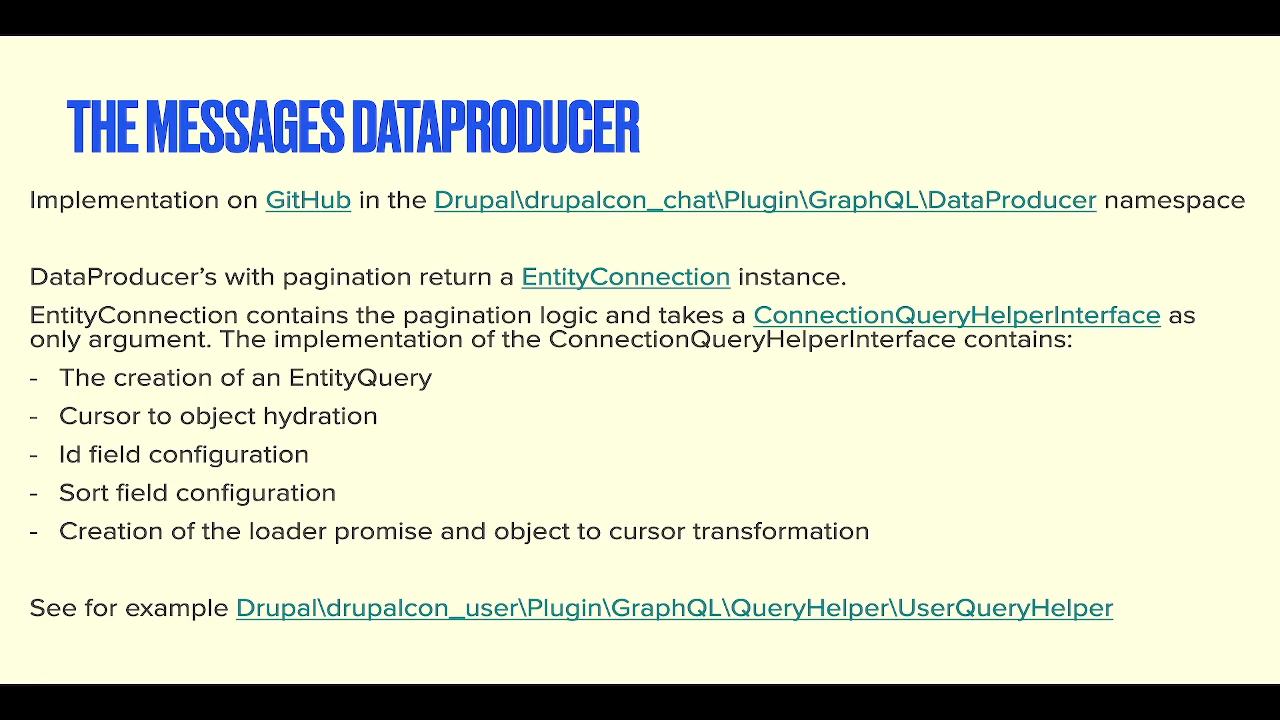 THE MESSAGES DATAPRODUCER
Implementation on GitHub in the Drupal\drupalcon_chat\Plugin\GraphQL\DataProducer namespace
DataProducer’s with pagination return a EntityConnection instance.
EntityConnection contains the pagination logic and takes a ConnectionQueryHelperInterface as
only argument. The implementation of the ConnectionQueryHelperInterface contains:
- The creation of an EntityQuery
- Cursor to object hydration
- Id field configuration
- Sort field configuration
- Creation of the loader promise and object to cursor transformation
See for example Drupal\drupalcon_user\Plugin\GraphQL\QueryHelper\UserQueryHelper